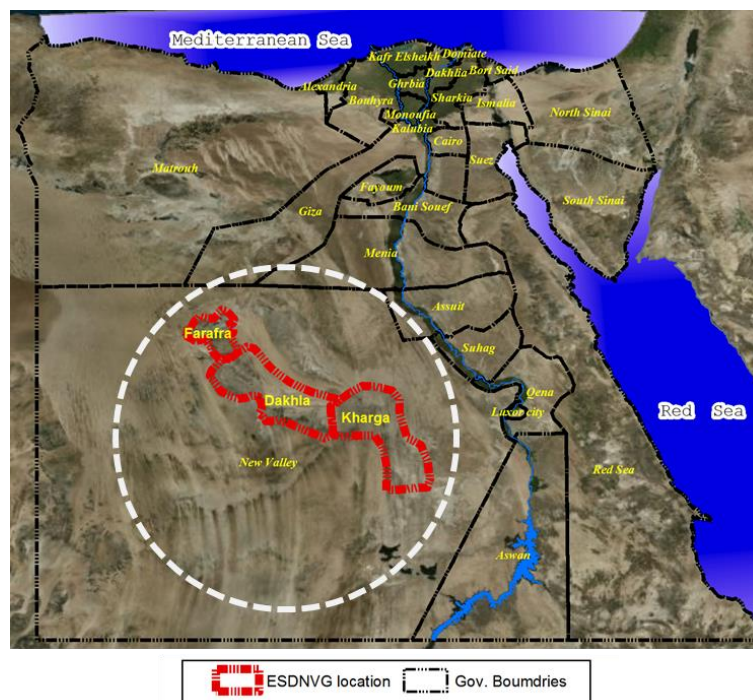 Mediterranean Sea
Kafr Elsheikh
Domiate
Dakhlia
Bort Said
Alexandria
Ghrbia
Bouhyra
Sharkia
Ismalia
Monoufia
North Sinai
Kalubia
Cairo
Matrouh
Suez
Fayoum
South Sinai
Giza
Bani Souef
Menia
Assuit
Farafra
Suhag
Dakhla
Qena
Kharga
Luxor city
Red Sea
New Valley
Red Sea
Aswan
ESDNVG location
Gov. Boumdries